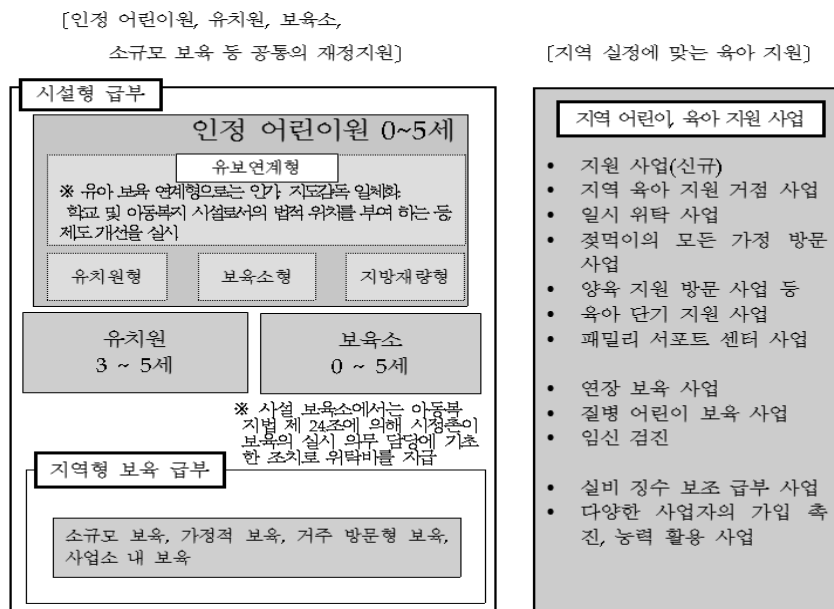 [인정 어린이원, 유치원, 보육소,
소규모 보육 등 공통의 재정지원]
시설형 급부
인정 어린이원 0~5세
유보연계형
※ 유아 보육 연계형으로는 인가 지도감독 일체화
학교 및 아동복지 시설로서의 법적 위치를 부여 하는 등
제도 개선을 실시
유치원형
보육소형
지방재량형
유치원
3 ~ 5세
보육소
0 ~ 5세
※ 사설 보육소에서는 아동복
지법 제 24조에 의해 시정촌이
보육의 실시 의무 담당에 기초
한 조치로 위탁비를 지급
지역형 보육 급부
소규모 보육, 가정적 보육, 거주 방문형 보육,
사업소 내 보육
[지역 실정에 맞는 육아 지원]
지역 어린이, 육아 지원 사업
• 지원 사업(신규)
• 지역 육아 지원 거점 사업
• 일시 위탁 사업
• 젖먹이의 모든 가정 방문
사업
• 양육 지원 방문 사업 등
• 육아 단기 지원 사업
• 패밀리 서포트 센터 사업
• 연장 보육 사업
• 질병 어린이 보육 사업
• 임신 검진
• 실비 징수 보조 급부 사업
• 다양한 사업자의 가입 촉
진, 능력 활용 사업